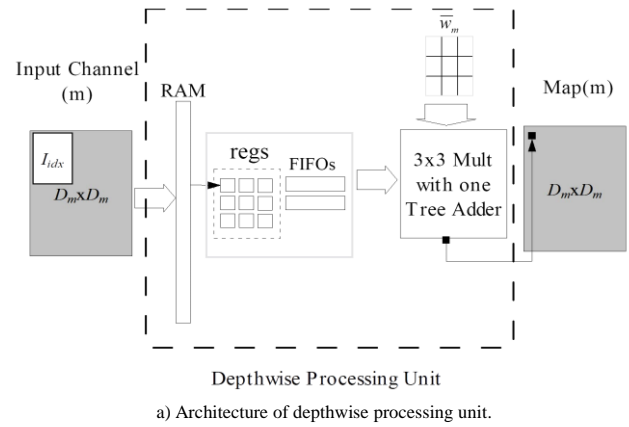 w̅ₘ
Input Channel
(m)
RAM
Map(m)
Iidx
DₘxDₘ
regs
FIFOs
3x3 Mult
with one
Tree Adder
DₘxDₘ
Depthwise Processing Unit
a) Architecture of depthwise processing unit.